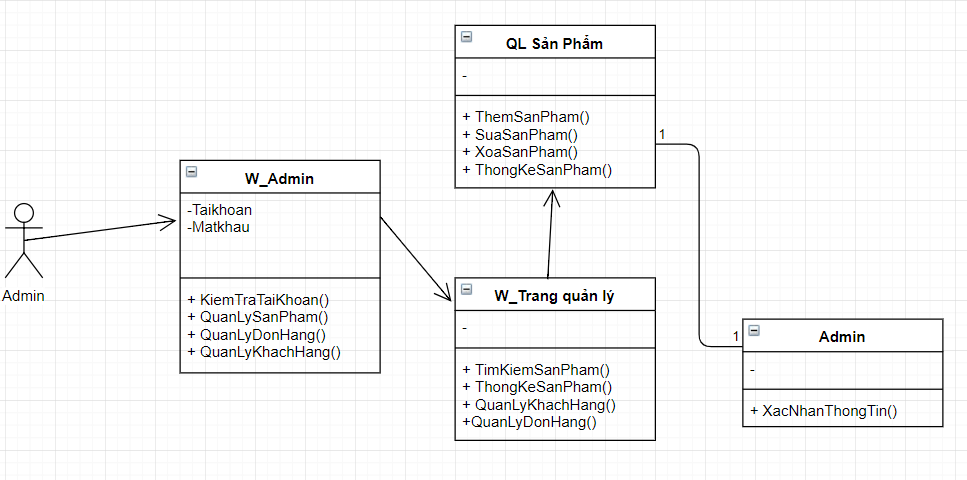 Admin
W_Admin
-Taikhoan
-Matkhau
+ KiemTraTaiKhoan()
+ QuanLySanPham()
+ QuanLyDonHang()
+ QuanLyKhachHang()
QL Sản Phẩm
-
+ ThemSanPham()
+ SuaSanPham()
+ XoaSanPham()
+ ThongKeSanPham()
1
W_Trang quản lý
-
+ TimKiemSanPham()
+ ThongKeSanPham()
+ QuanLyKhachHang()
+QuanLyDonHang()
1
Admin
-
+ XacNhanThongTin()